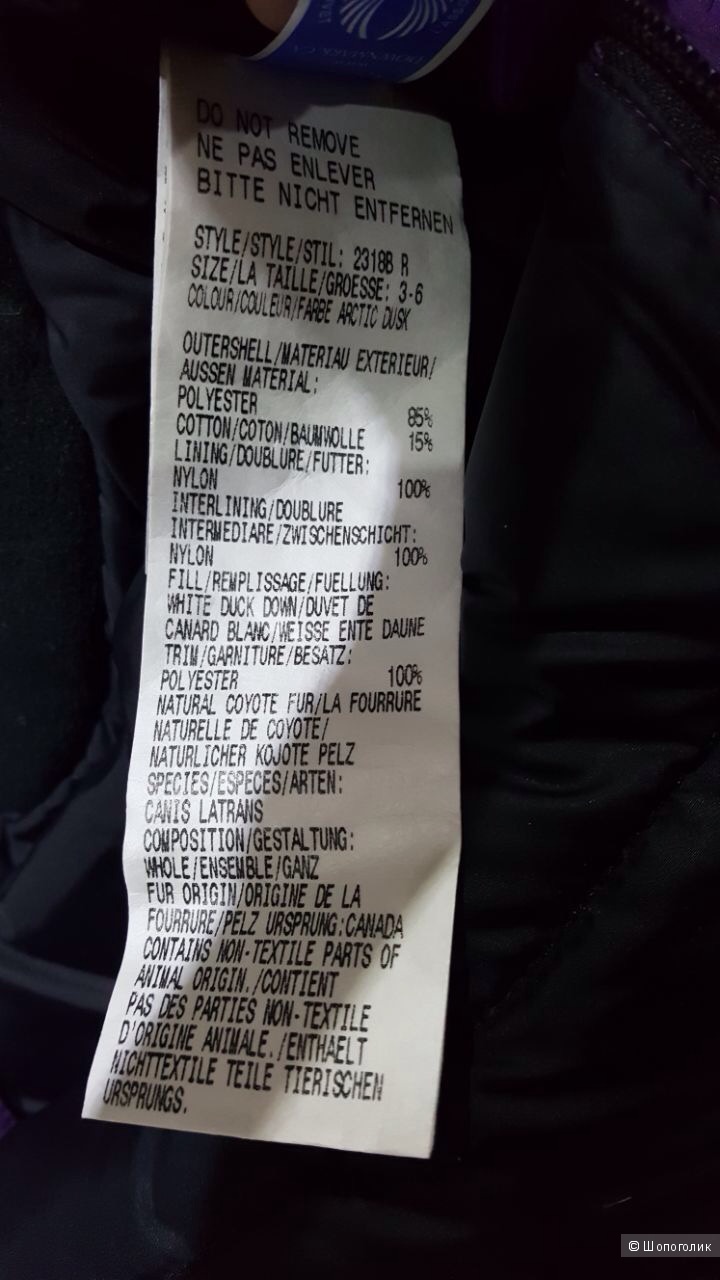 DOWNMARK.CA
DO NOT REMOVE
NE PAS ENLEVER
BITTE NICHT ENTFERNEN
STYLE/STYLE/STIL: 2318B R
SIZE/LA TAILLE/GROESSE: 3-6
COLOUR/COULEUR/FARBE ARCTIC DUSK
OUTERSHELL/MATERIAU EXTERIEUR/
AUSSEN MATERIAL:
POLYESTER 85%
COTTON/COTON/BAUMWOLLE 15%
LINING/DOUBLURE/FUTTER:
NYLON 100%
INTERLINING/DOUBLURE
INTERMEDIARE/ZWISCHENSCHICHT:
NYLON 100%
FILL/REMPLISSAGE/FUELLUNG:
WHITE DUCK DOWN/DUVET DE
CANARD BLANC/WEISSE ENTE DAUNE
TRIM/GARNITURE/BESATZ:
POLYESTER 100%
NATURAL COYOTE FUR/LA FOURRURE
NATURELLE DE COYOTE/
NATURLICHER KOJOTE PELZ
SPECIES/ESPECES/ARTEN:
CANIS LATRANS
COMPOSITION/GESTALTUNG:
WHOLE/ENSEMBLE/GANZ
FUR ORIGIN/ORIGINE DE LA
FOURRURE/PELZ URSPRUNG:CANADA
CONTAINS NON-TEXTILE PARTS OF
ANIMAL ORIGIN./CONTIENT
PAS DES PARTIES NON-TEXTILE
D'ORIGINE ANIMALE./ENTHAELT
NICHTTEXTILE TEILE TIERISCHEN
URSPRUNGS.
© Шопоголик